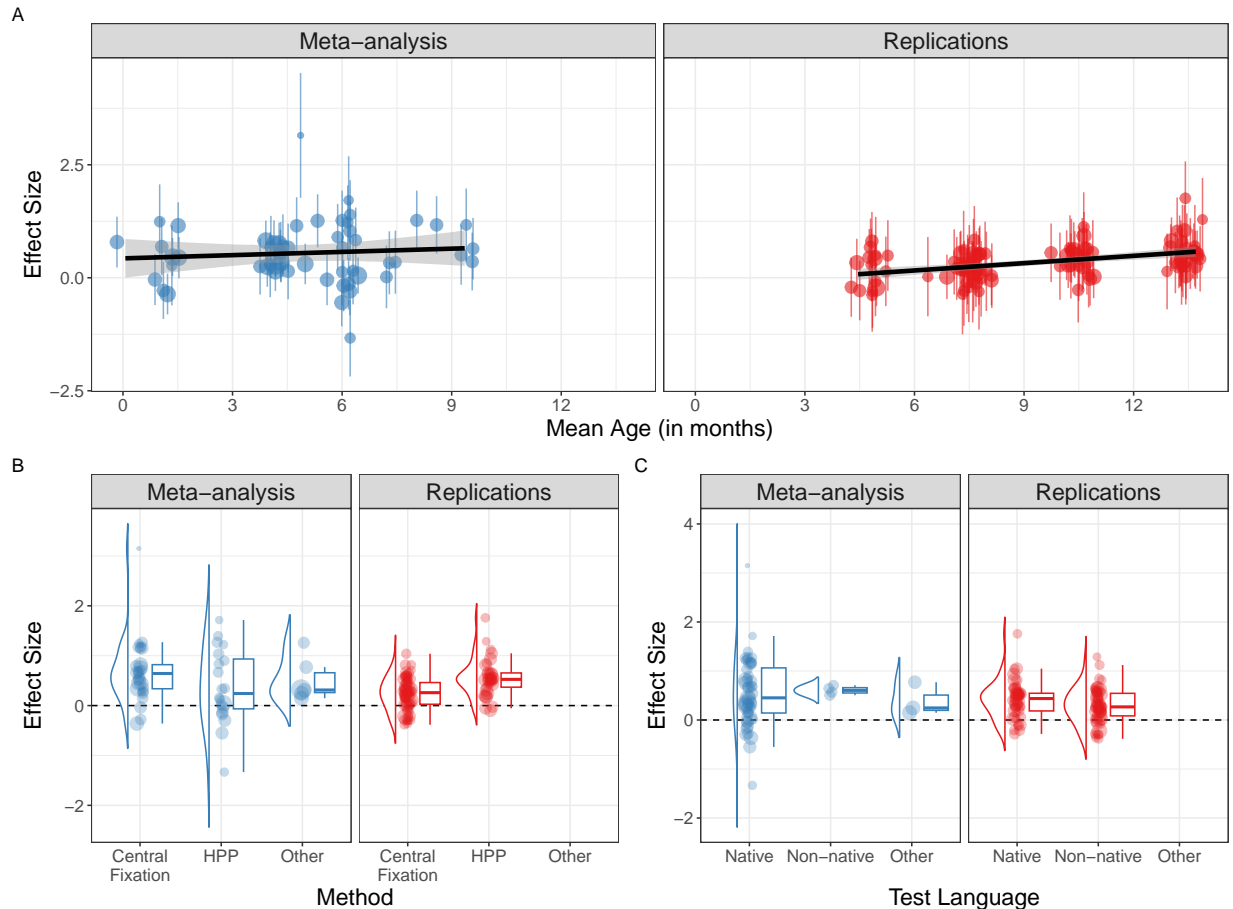 A
Meta−analysis
Replications
Effect Size
2.5
0.0
−2.5
0 3 6 9 12
0 3 6 9 12
Mean Age (in months)
B
Meta−analysis
Replications
Effect Size
2
0
−2
Central
Fixation
HPP
Other
Central
Fixation
HPP
Other
Method
C
Meta−analysis
Replications
Effect Size
4
2
0
−2
Native
Non−native
Other
Native
Non−native
Other
Test Language